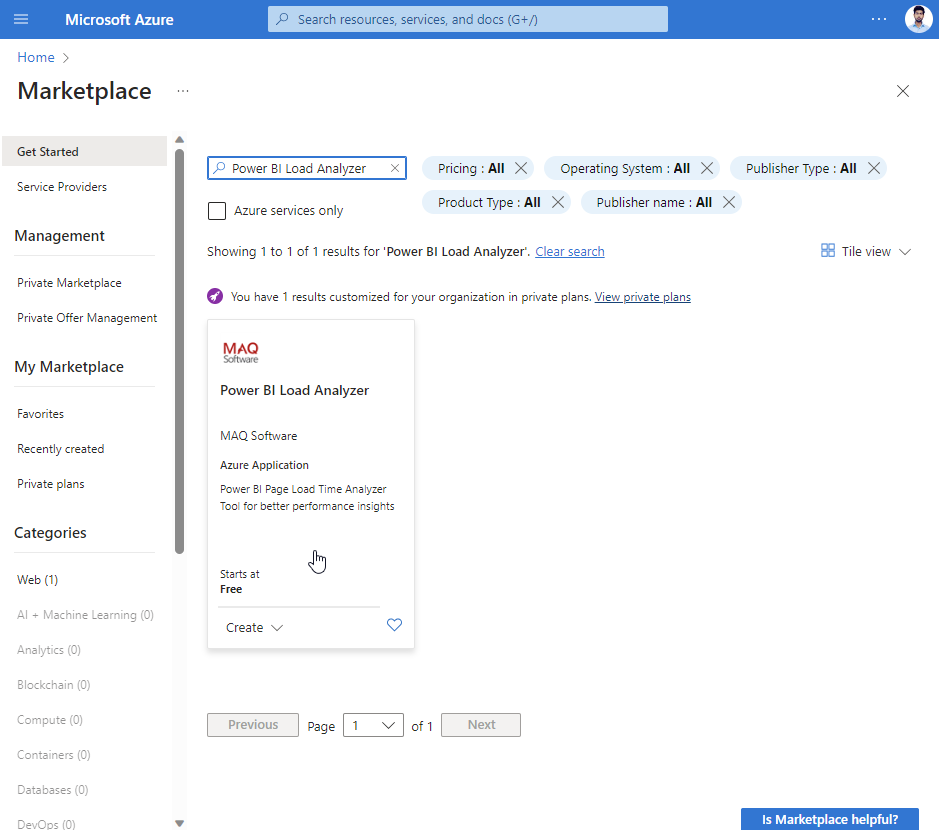 Microsoft Azure
Search resources, services, and docs (G+/)
Home
Marketplace
Get Started
Service Providers
Management
Private Marketplace
Private Offer Management
My Marketplace
Favorites
Recently created
Private plans
Categories
Web (1)
AI + Machine Learning (0)
Analytics (0)
Blockchain (0)
Compute (0)
Containers (0)
Databases (0)
DevOps (0)
Power BI Load Analyzer
Pricing : All
Operating System : All
Publisher Type : All
Azure services only
Product Type : All
Publisher name : All
Showing 1 to 1 of 1 results for 'Power BI Load Analyzer'. Clear search
Tile view
You have 1 results customized for your organization in private plans. View private plans
MAQ
Software
Power BI Load Analyzer
MAQ Software
Azure Application
Power BI Page Load Time Analyzer
Tool for better performance insights
Starts at
Free
Create
Previous
Page 1 of 1
Next
Is Marketplace helpful?